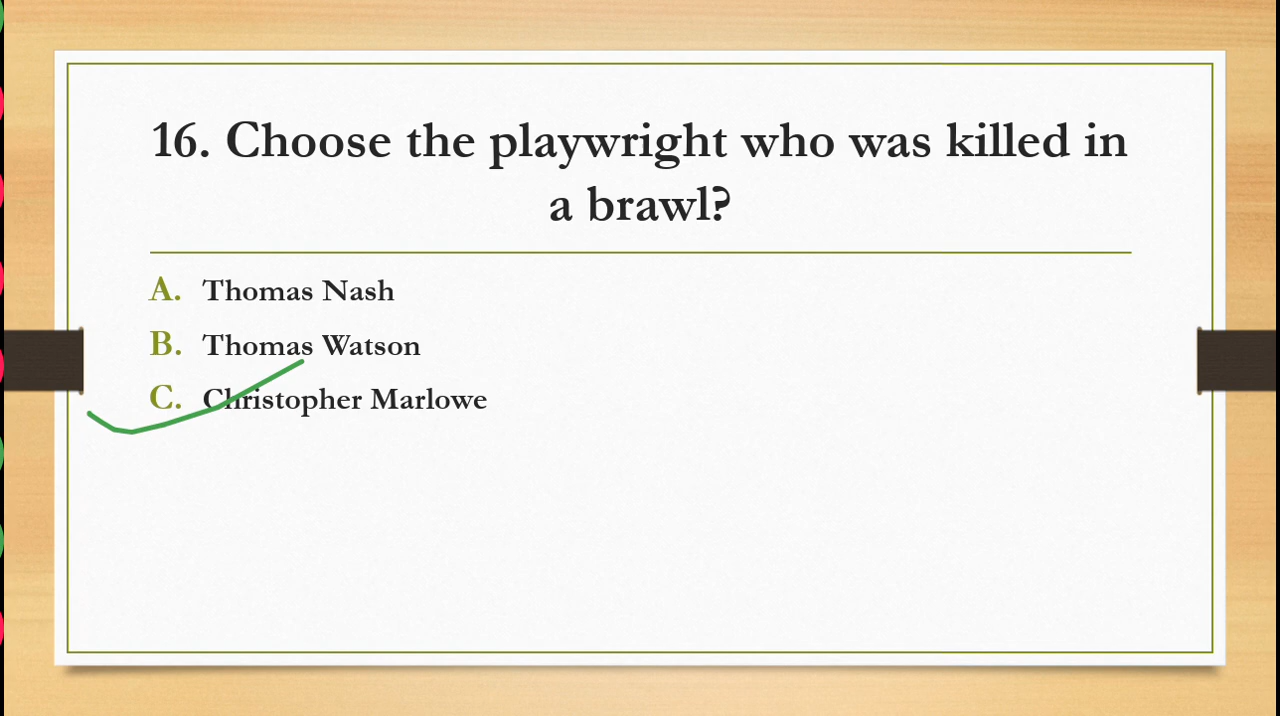 16. Choose the playwright who was killed in
a brawl?
A. Thomas Nash
B. Thomas Watson
C. Christopher Marlowe